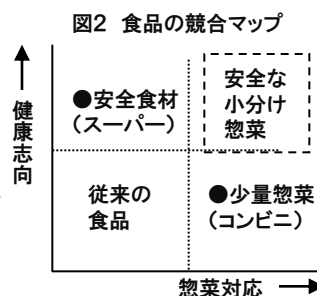 図2 食品の競合マップ
健康志向
●安全食材
（スーパー）
安全な
小分け
惣菜
従来の
食品
●少量惣菜
（コンビニ）
惣菜対応